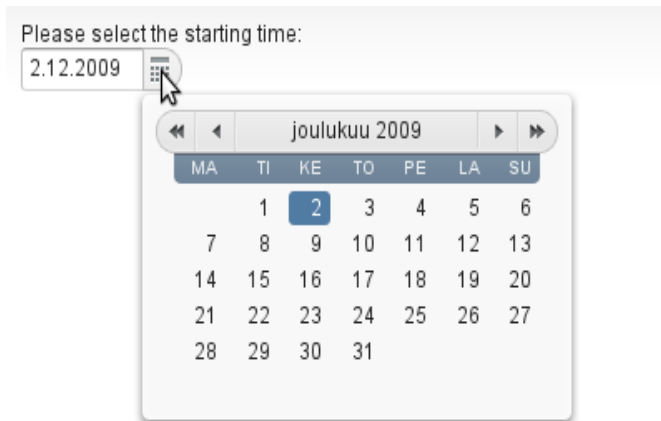 Please select the starting time:
2.12.2009
joulukuu 2009
MA TI KE TO PE LA SU
1 2 3 4 5 6
7 8 9 10 11 12 13
14 15 16 17 18 19 20
21 22 23 24 25 26 27
28 29 30 31